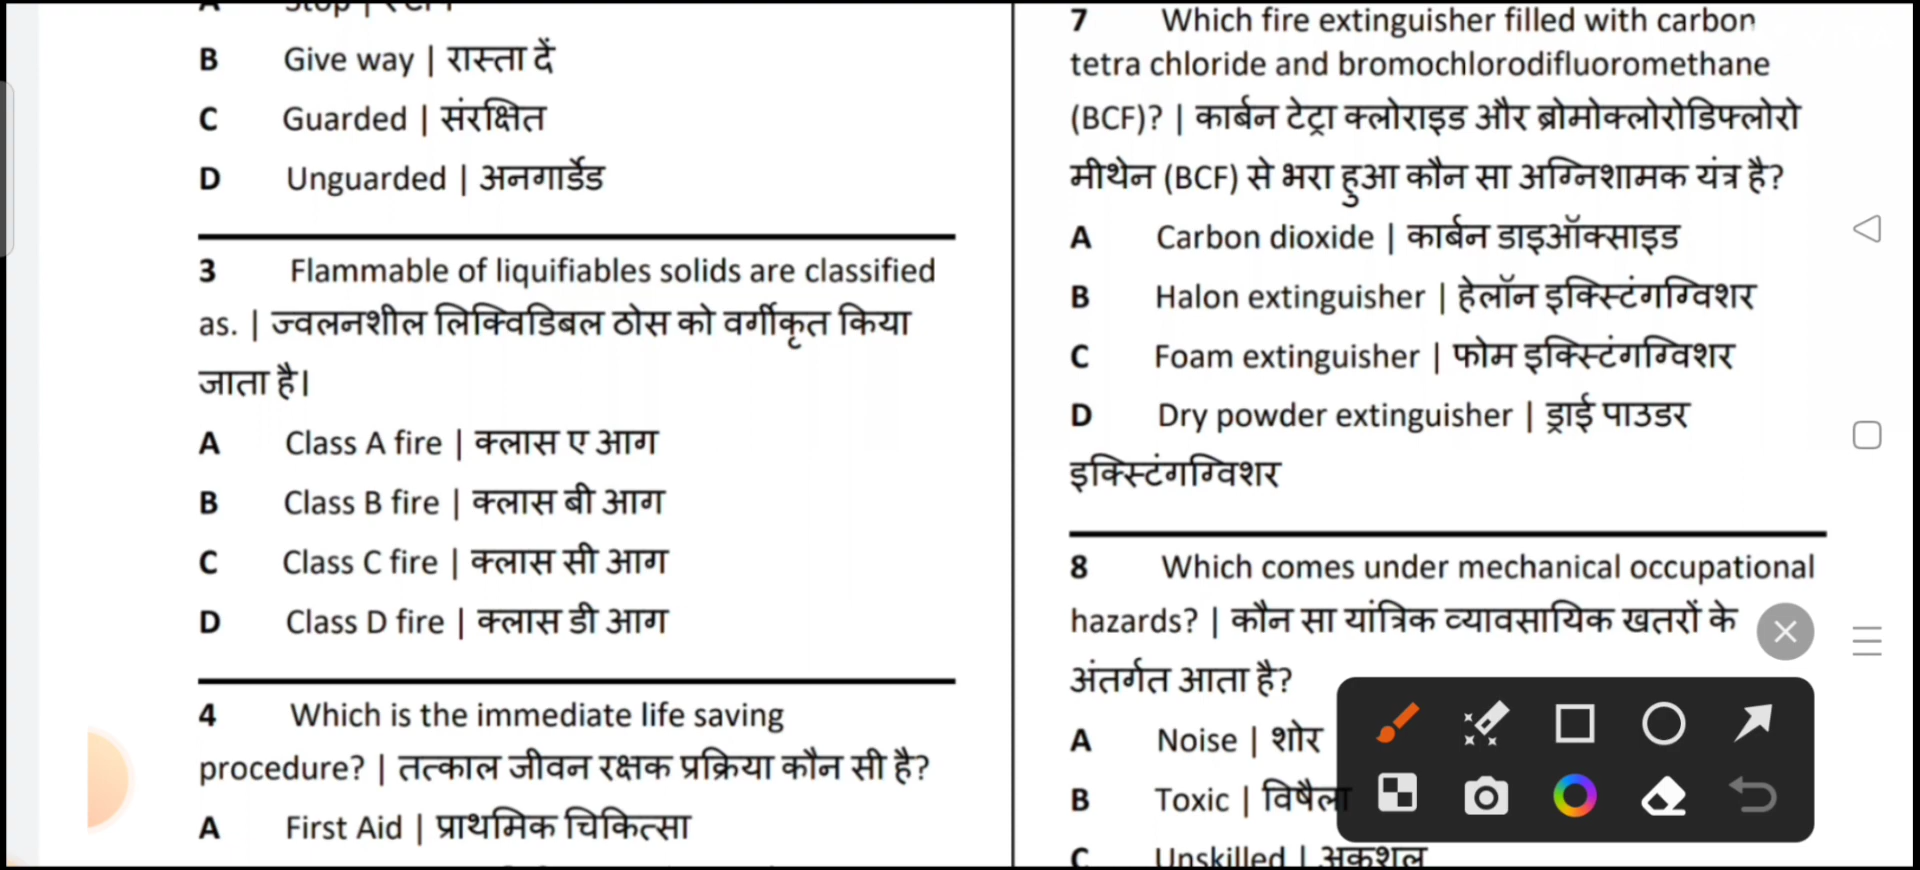 B Give way | रास्ता दें
C Guarded | संरक्षित
D Unguarded | अनगार्डेड
3 Flammable of liquifiables solids are classified
as. | ज्वलनशील लिक्विडिबल ठोस को वर्गीकृत किया
जाता है।
A Class A fire | क्लास ए आग
B Class B fire | क्लास बी आग
C Class C fire | क्लास सी आग
D Class D fire | क्लास डी आग
4 Which is the immediate life saving
procedure? | तत्काल जीवन रक्षक प्रक्रिया कौन सी है?
A First Aid | प्राथमिक चिकित्सा
7 Which fire extinguisher filled with carbon
tetra chloride and bromochlorodifluoromethane
(BCF)? | कार्बन टेट्रा क्लोराइड और ब्रोमोक्लोरोडिफ्लोरो
मीथेन (BCF) से भरा हुआ कौन सा अग्निशामक यंत्र है?
A Carbon dioxide | कार्बन डाइऑक्साइड
B Halon extinguisher | हेलॉन इक्स्टिंगग्विशर
C Foam extinguisher | फोम इक्स्टिंगग्विशर
D Dry powder extinguisher | ड्राई पाउडर
इक्स्टिंगग्विशर
8 Which comes under mechanical occupational
hazards? | कौन सा यांत्रिक व्यावसायिक खतरों के
अंतर्गत आता है?
A Noise | शोर
B Toxic | विषैला
C Unskilled | अकुशल